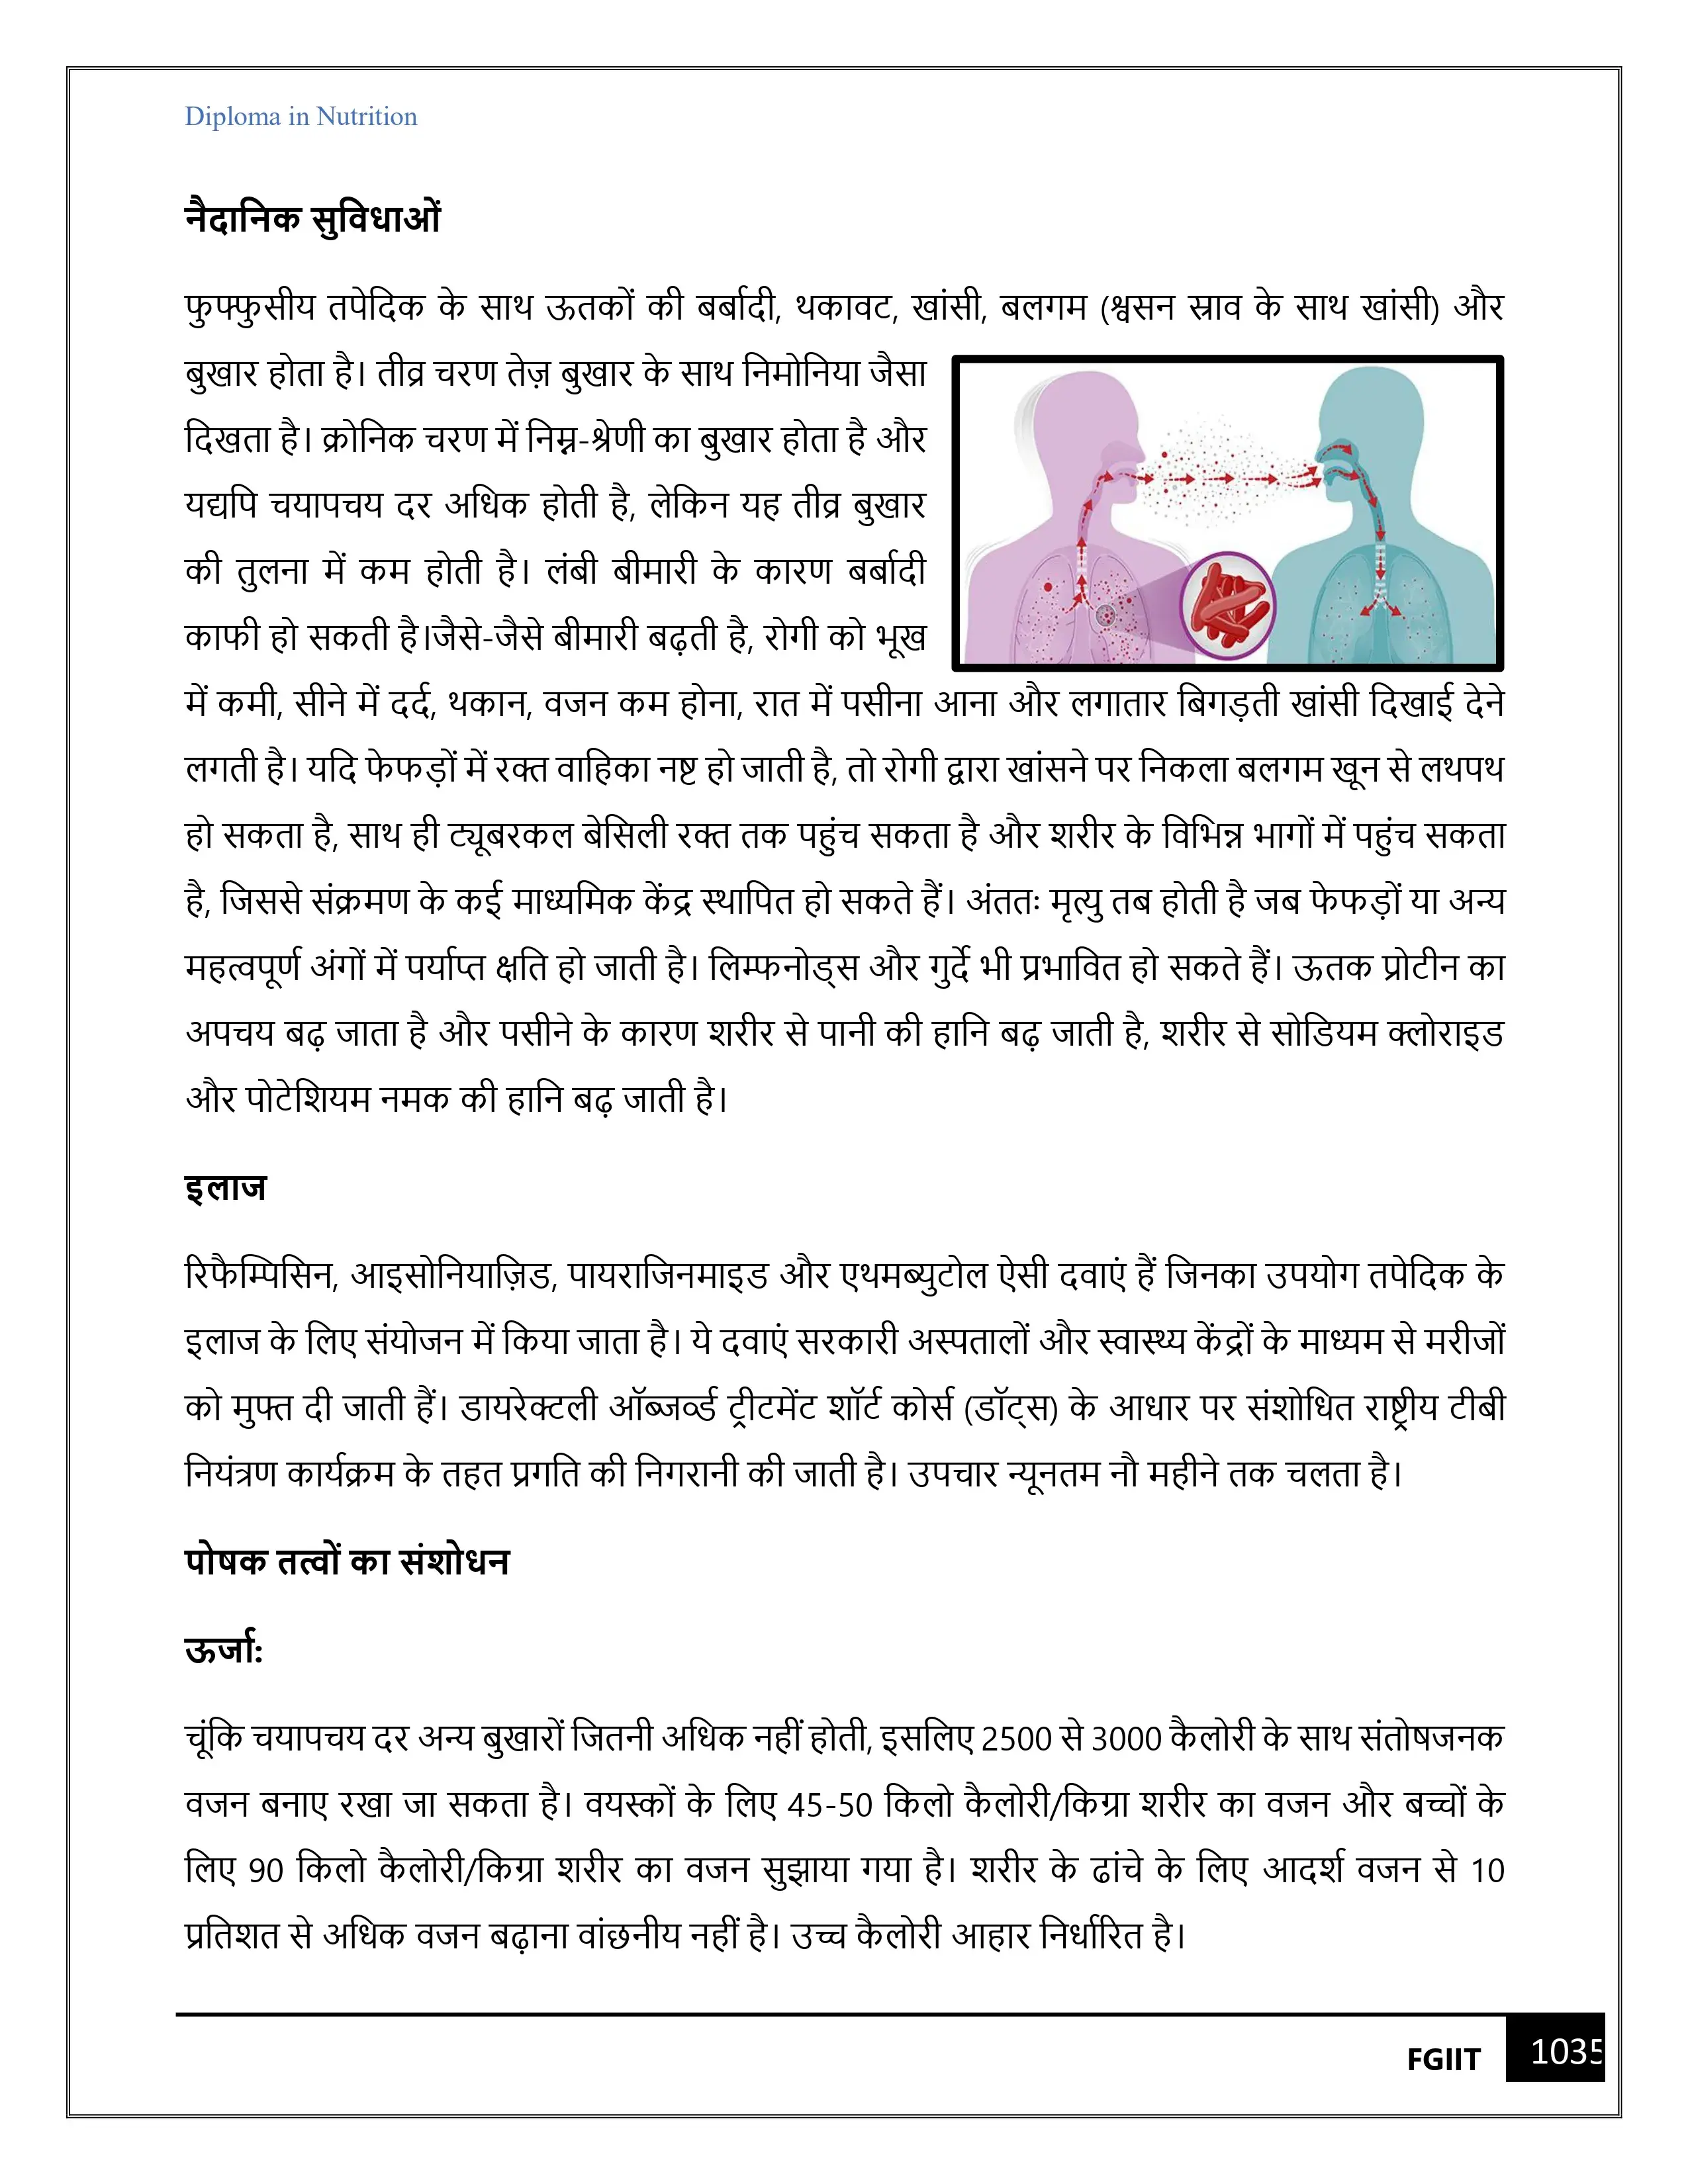 Diploma in Nutrition
नैदानिक सुविधाओं
फुफ्फुसीय तपेदिक के साथ ऊतकों की बर्बादी, थकावट, खांसी, बलगम (श्वसन स्राव के साथ खांसी) और
बुखार होता है। तीव्र चरण तेज़ बुखार के साथ निमोनिया जैसा
दिखता है। क्रोनिक चरण में निम्न-श्रेणी का बुखार होता है और
यद्यपि चयापचय दर अधिक होती है, लेकिन यह तीव्र बुखार
की तुलना में कम होती है। लंबी बीमारी के कारण बर्बादी
काफी हो सकती है।जैसे-जैसे बीमारी बढ़ती है, रोगी को भूख
में कमी, सीने में दर्द, थकान, वजन कम होना, रात में पसीना आना और लगातार बिगड़ती खांसी दिखाई देने
लगती है। यदि फेफड़ों में रक्त वाहिका नष्ट हो जाती है, तो रोगी द्वारा खांसने पर निकला बलगम खून से लथपथ
हो सकता है, साथ ही ट्यूबरकल बेसिली रक्त तक पहुंच सकता है और शरीर के विभिन्न भागों में पहुंच सकता
है, जिससे संक्रमण के कई माध्यमिक केंद्र स्थापित हो सकते हैं। अंततः मृत्यु तब होती है जब फेफड़ों या अन्य
महत्वपूर्ण अंगों में पर्याप्त क्षति हो जाती है। लिम्फनोड्स और गुर्दे भी प्रभावित हो सकते हैं। ऊतक प्रोटीन का
अपचय बढ़ जाता है और पसीने के कारण शरीर से पानी की हानि बढ़ जाती है, शरीर से सोडियम क्लोराइड
और पोटेशियम नमक की हानि बढ़ जाती है।
इलाज
रिफैम्पिसिन, आइसोनियाज़िड, पायराजिनमाइड और एथमब्युटोल ऐसी दवाएं हैं जिनका उपयोग तपेदिक के
इलाज के लिए संयोजन में किया जाता है। ये दवाएं सरकारी अस्पतालों और स्वास्थ्य केंद्रों के माध्यम से मरीजों
को मुफ्त दी जाती हैं। डायरेक्टली ऑब्जर्व्ड ट्रीटमेंट शॉर्ट कोर्स (डॉट्स) के आधार पर संशोधित राष्ट्रीय टीबी
नियंत्रण कार्यक्रम के तहत प्रगति की निगरानी की जाती है। उपचार न्यूनतम नौ महीने तक चलता है।
पोषक तत्वों का संशोधन
ऊर्जा:
चूंकि चयापचय दर अन्य बुखारों जितनी अधिक नहीं होती, इसलिए 2500 से 3000 कैलोरी के साथ संतोषजनक
वजन बनाए रखा जा सकता है। वयस्कों के लिए 45-50 किलो कैलोरी/किग्रा शरीर का वजन और बच्चों के
लिए 90 किलो कैलोरी/किग्रा शरीर का वजन सुझाया गया है। शरीर के ढांचे के लिए आदर्श वजन से 10
प्रतिशत से अधिक वजन बढ़ाना वांछनीय नहीं है। उच्च कैलोरी आहार निर्धारित है।
FGIIT 1035